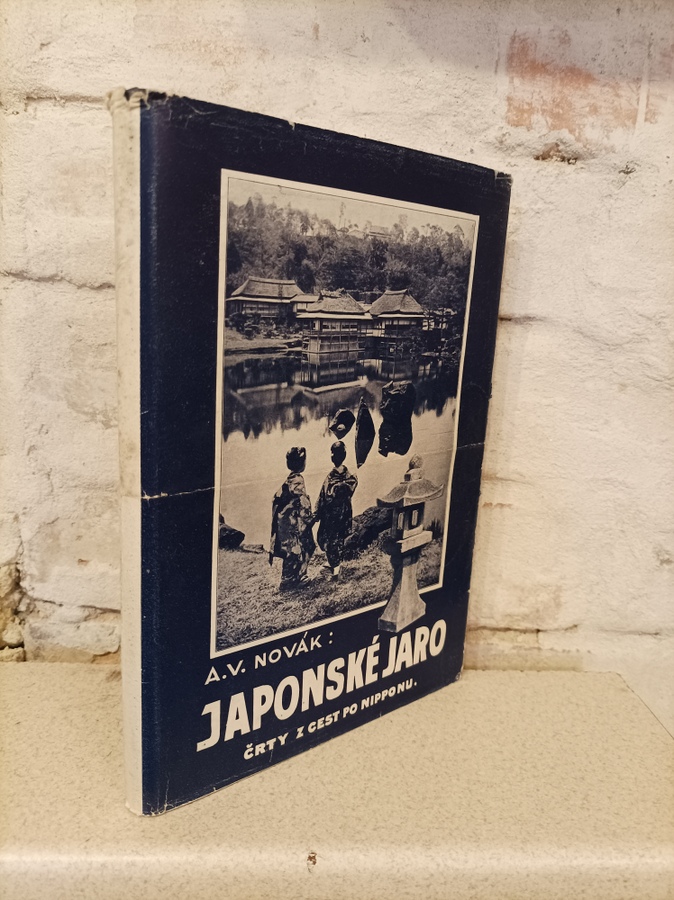 A.V. NOVÁK:
JAPONSKÉ JARO
ČRTY Z CEST PO NIPPONU.